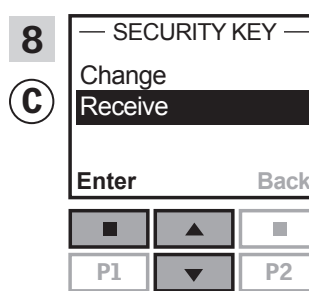 8
C
SECURITY KEY
Change
Receive
Enter Back
P1 P2